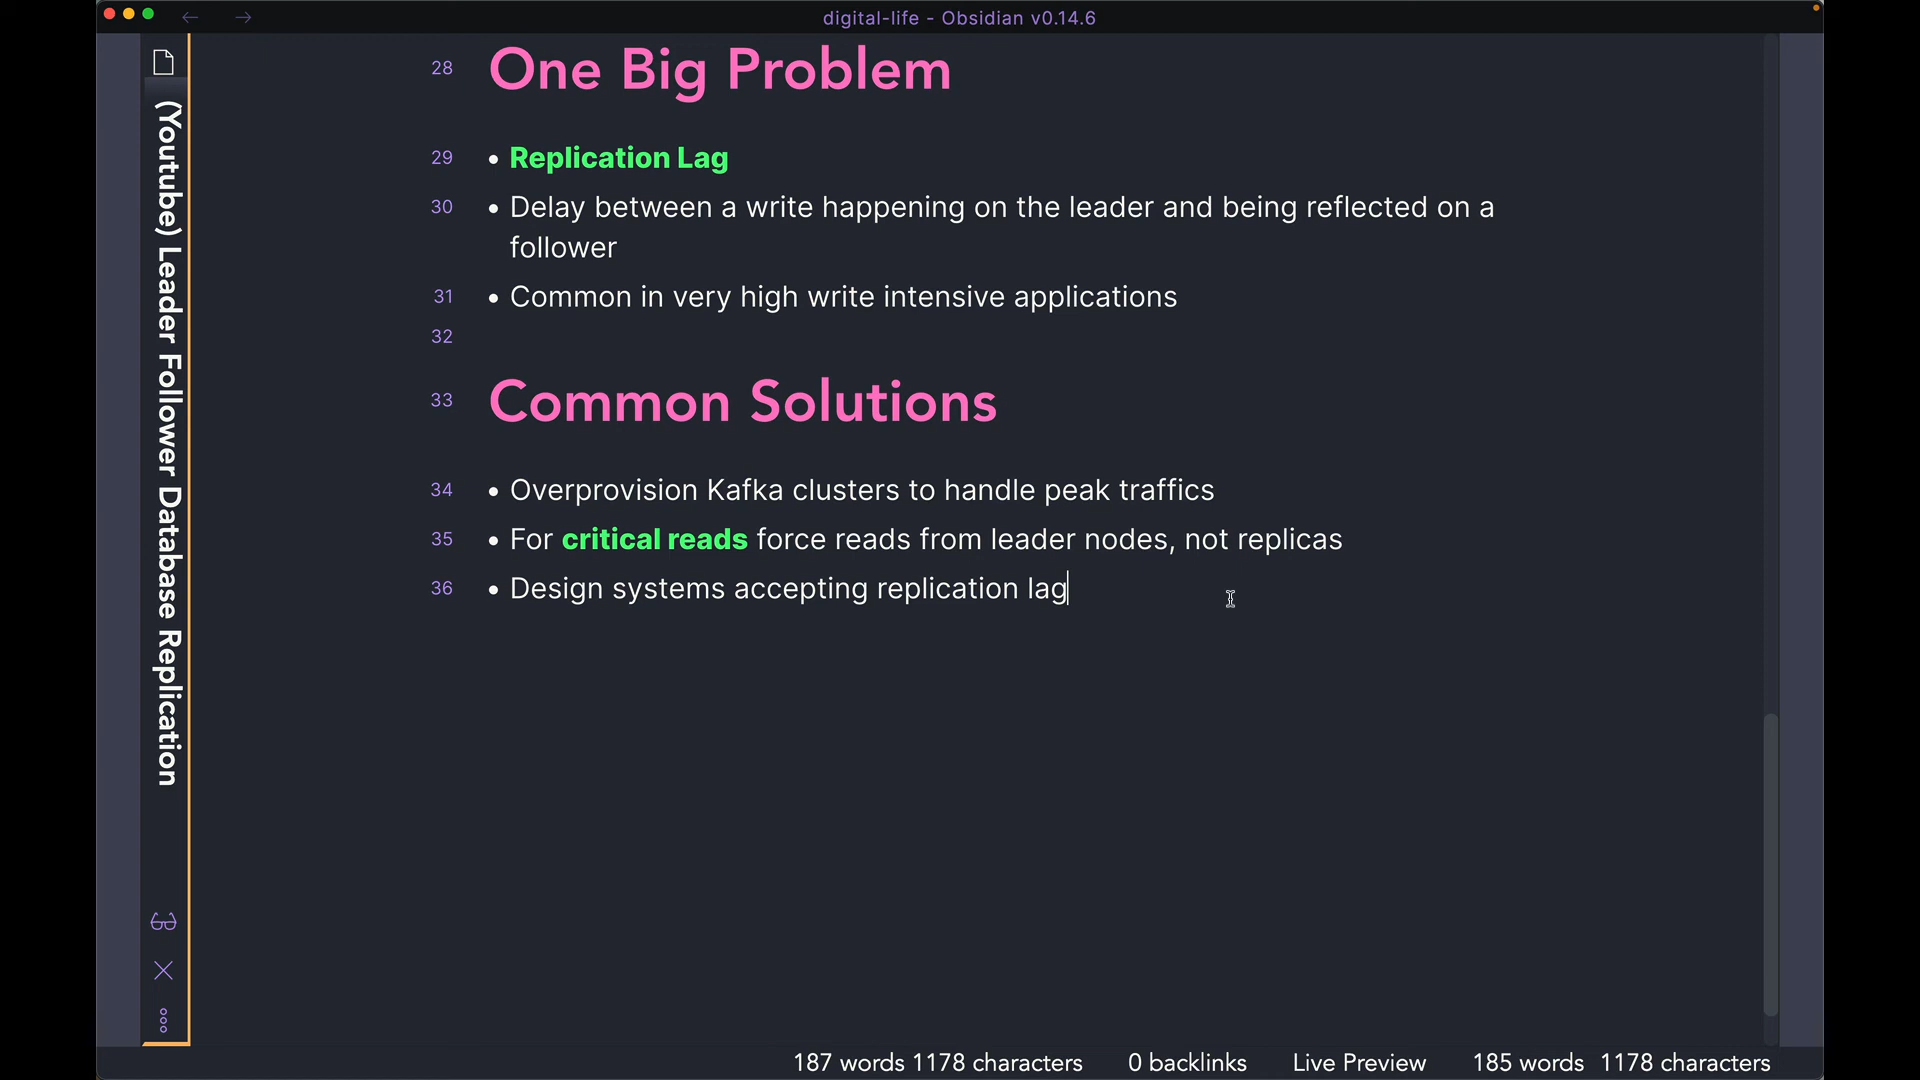 digital-life - Obsidian v0.14.6
(Youtube) Leader Follower Database Replication
28 One Big Problem
29 • Replication Lag
30 • Delay between a write happening on the leader and being reflected on a
follower
31 • Common in very high write intensive applications
32
33 Common Solutions
34 • Overprovision Kafka clusters to handle peak traffics
35 • For critical reads force reads from leader nodes, not replicas
36 • Design systems accepting replication lag
187 words 1178 characters 0 backlinks Live Preview 185 words 1178 characters